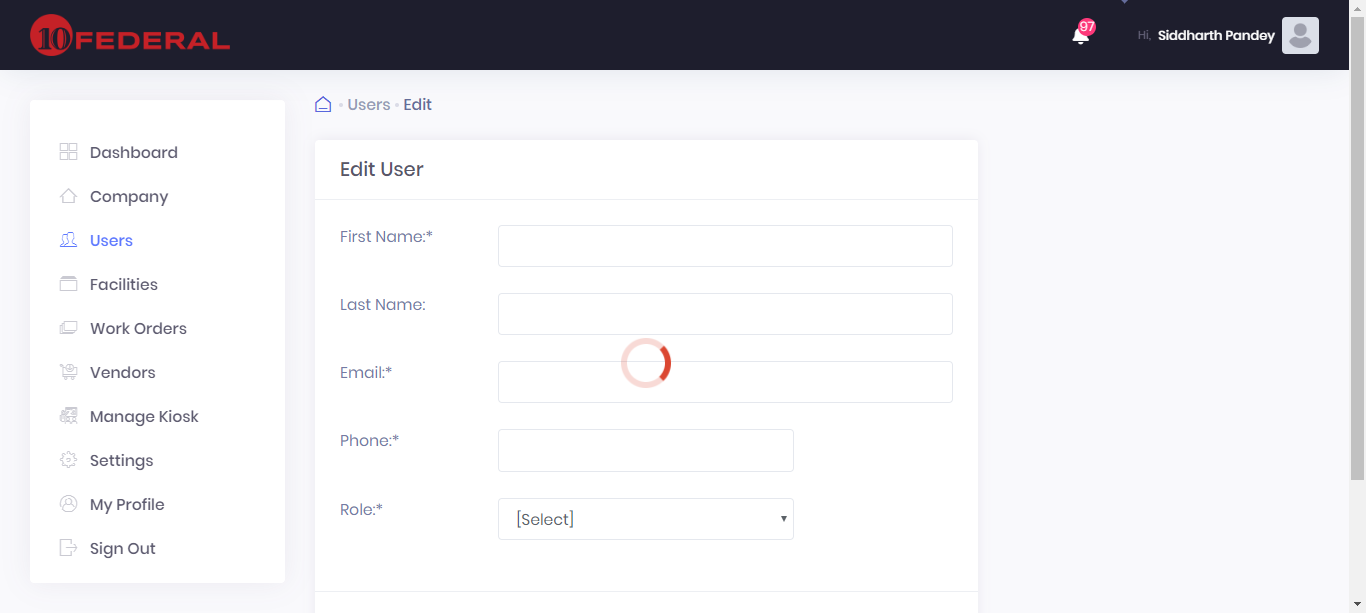 10 FEDERAL
97
Hi, Siddharth Pandey
Users • Edit
Dashboard
Company
Users
Facilities
Work Orders
Vendors
Manage Kiosk
Settings
My Profile
Sign Out
Edit User
First Name:*
Last Name:
Email:*
Phone:*
Role:*
[Select]